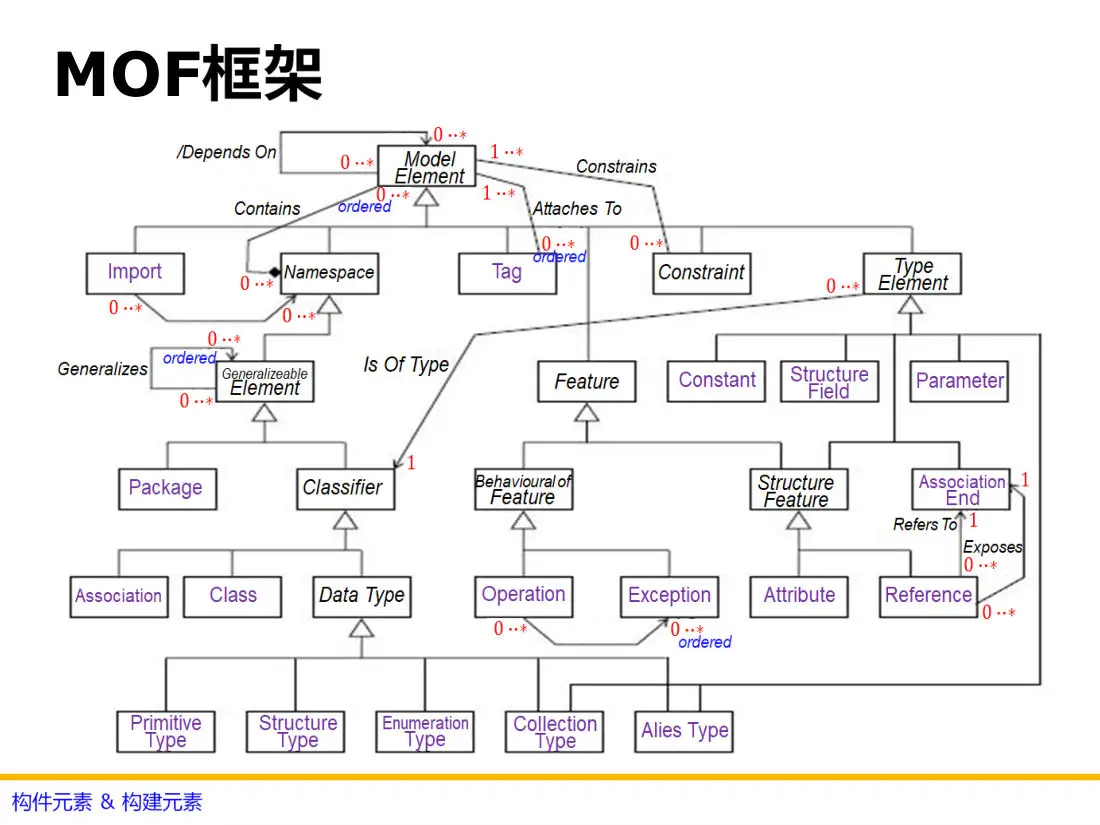 MOF框架
0··*
/Depends On
0··*
Model
Element
1··*
Constrains
0··*
1··*
Contains
ordered
Attaches To
0··*
0··*
ordered
Import
Namespace
Tag
Constraint
Type
Element
0··*
0··*
0··*
0··*
0··*
ordered
Generalizes
Generalizeable
Element
0··*
Is Of Type
Feature
Constant
Structure
Field
Parameter
1
Package
Classifier
Behavioural of
Feature
Structure
Feature
Association
End
1
Refers To
1
Exposes
0··*
Association
Class
Data Type
Operation
Exception
Attribute
Reference
0··*
0··*
0··*
ordered
Primitive
Type
Structure
Type
Enumeration
Type
Collection
Type
Alies Type
构件元素 & 构建元素